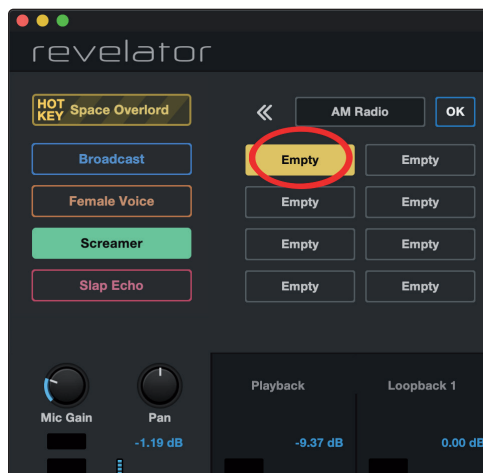 revelator
HOT KEY Space Overlord
AM Radio OK
Broadcast Empty Empty
Female Voice Empty Empty
Screamer Empty Empty
Slap Echo Empty Empty
Playback Loopback 1
Mic Gain Pan
-1.19 dB -9.37 dB 0.00 dB